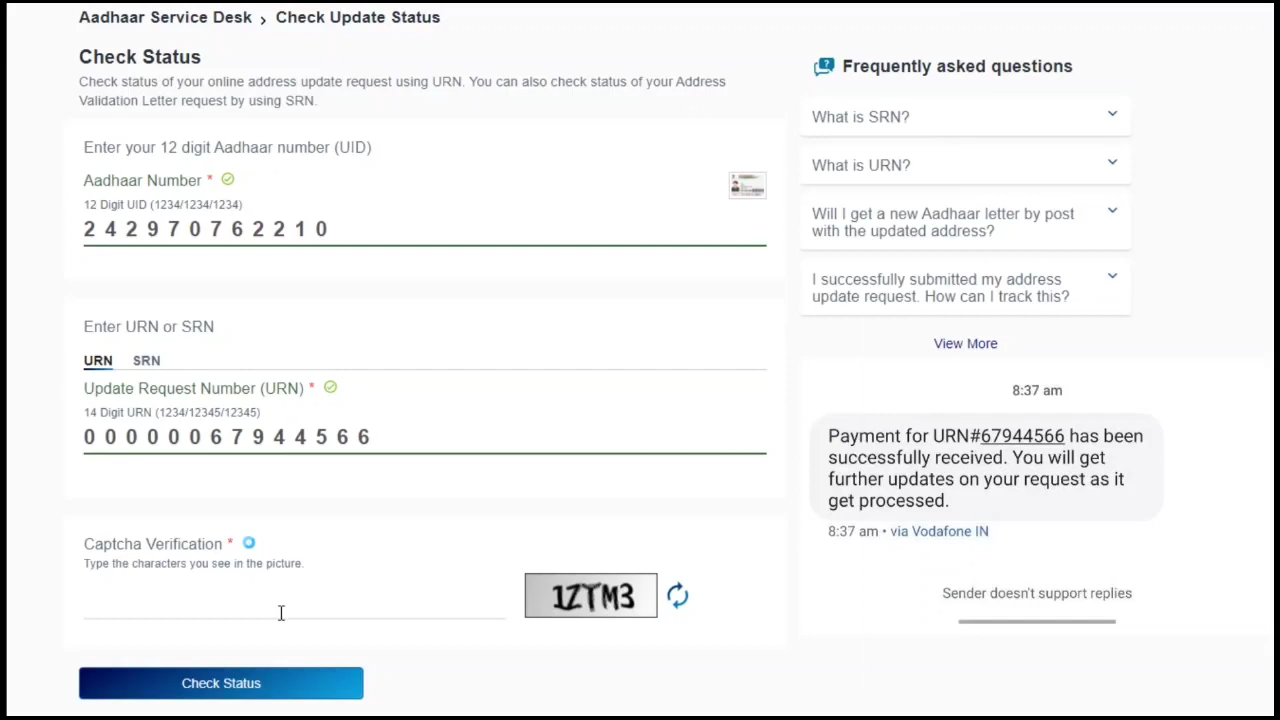 Aadhaar Service Desk > Check Update Status
Check Status
Check status of your online address update request using URN. You can also check status of your Address
Validation Letter request by using SRN.
Enter your 12 digit Aadhaar number (UID)
Aadhaar Number *
12 Digit UID (1234/1234/1234)
2 4 2 9 7 0 7 6 2 2 1 0
Enter URN or SRN
URN SRN
Update Request Number (URN) *
14 Digit URN (1234/12345/12345)
0 0 0 0 0 0 6 7 9 4 4 5 6 6
Captcha Verification *
Type the characters you see in the picture.
1ZTM3
Check Status
Frequently asked questions
What is SRN?
What is URN?
Will I get a new Aadhaar letter by post
with the updated address?
I successfully submitted my address
update request. How can I track this?
View More
8:37 am
Payment for URN#67944566 has been
successfully received. You will get
further updates on your request as it
get processed.
8:37 am • via Vodafone IN
Sender doesn't support replies